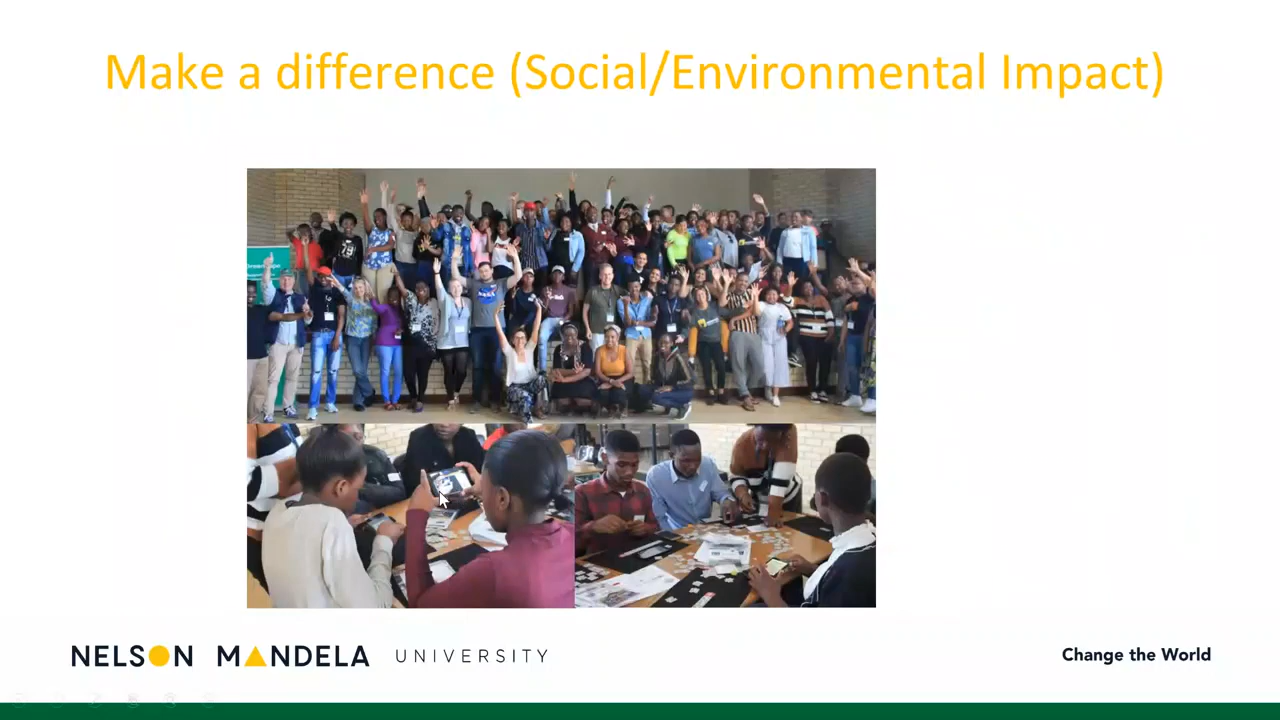 Make a difference (Social/Environmental Impact)
NELSON MANDELA UNIVERSITY
Change the World